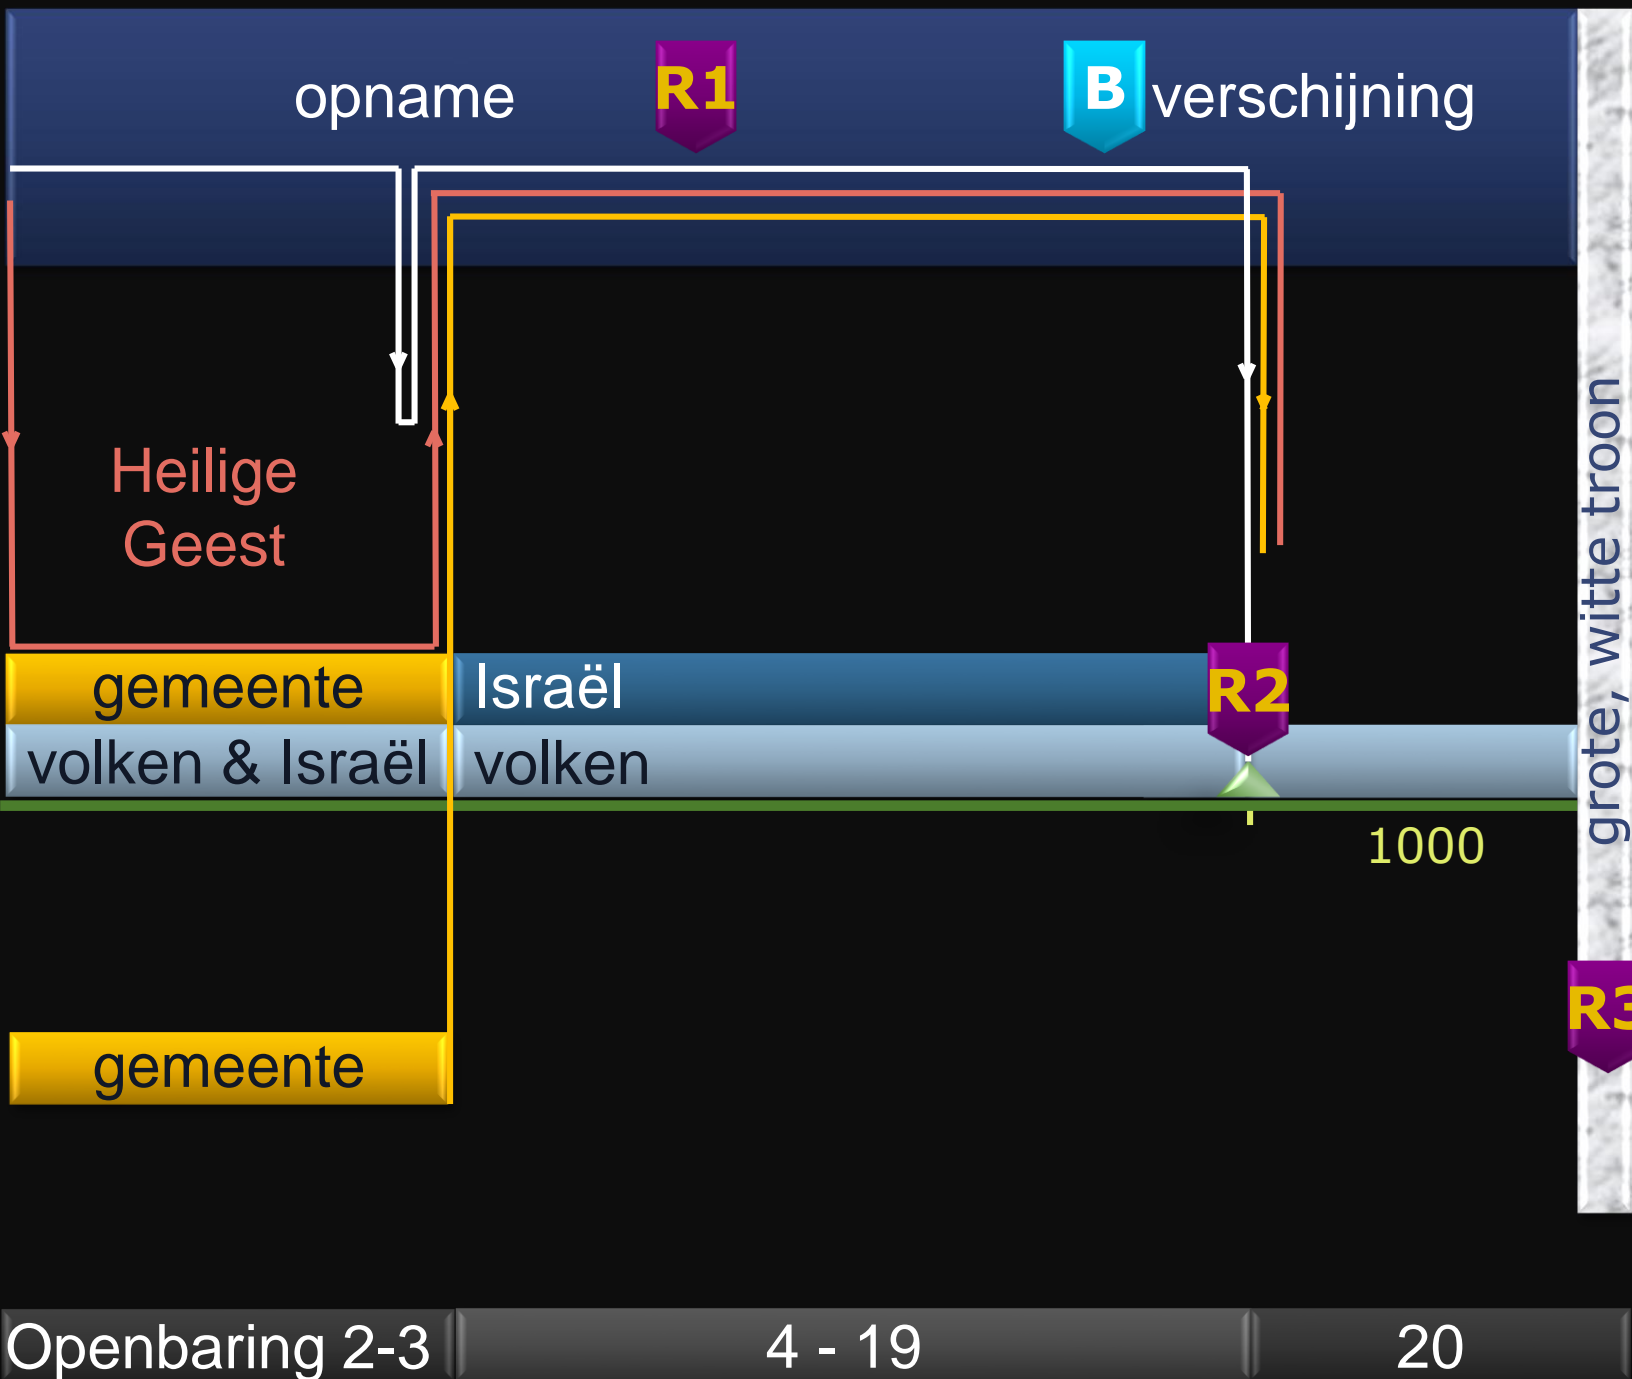 opname
R1
B
verschijning
Heilige
Geest
gemeente
Israël
R2
volken & Israël
volken
1000
grote, witte troon
R3
gemeente
Openbaring 2-3
4 - 19
20